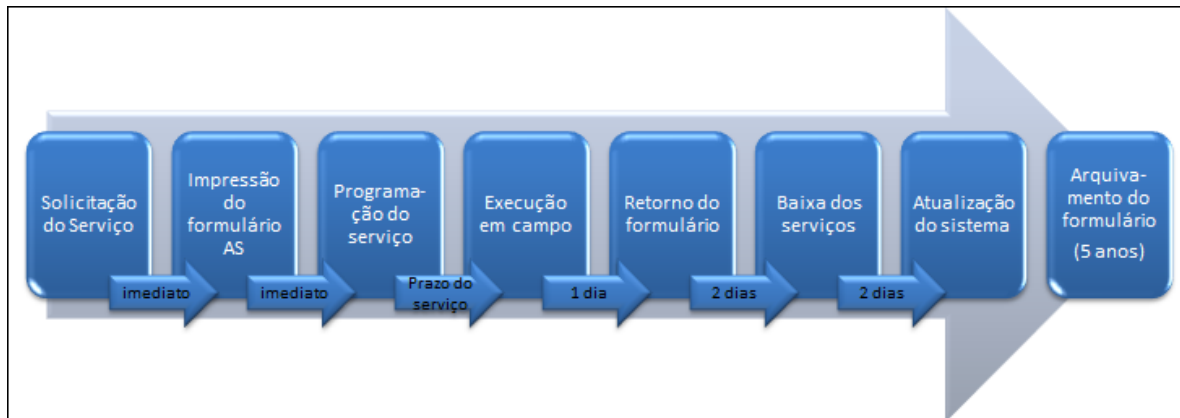 Solicitação
do Serviço
Impressão
do
formulário
AS
Programa-
ção do
serviço
Execução
em campo
Retorno do
formulário
Baixa dos
serviços
Atualização
do sistema
Arquiva-
mento do
formulário
(5 anos)
imediato
imediato
Prazo do
serviço
1 dia
2 dias
2 dias